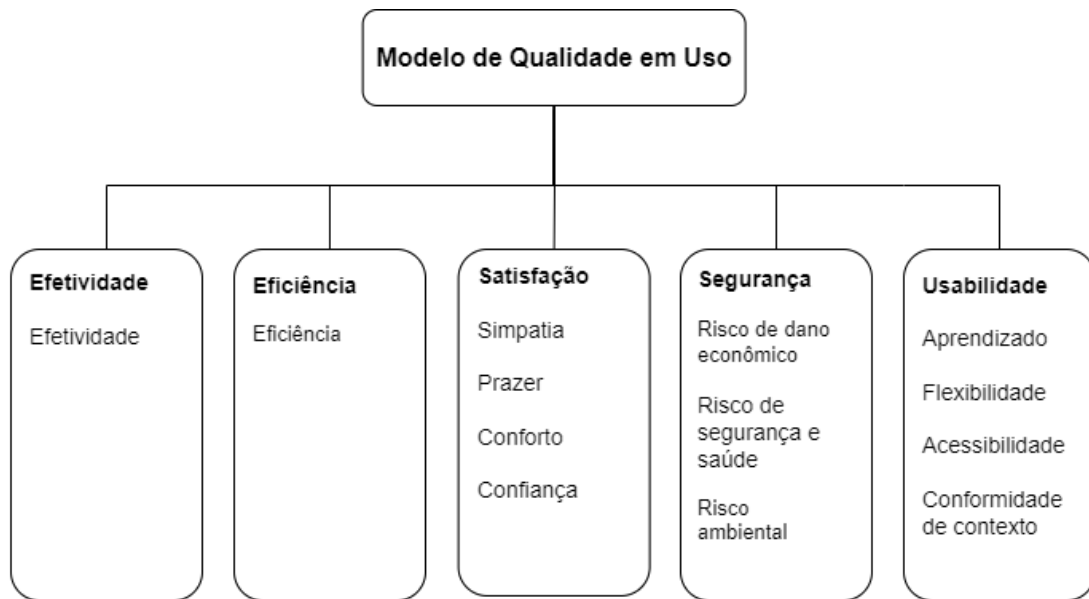 Modelo de Qualidade em Uso
Efetividade
Efetividade
Eficiência
Eficiência
Satisfação
Simpatia
Prazer
Conforto
Confiança
Segurança
Risco de dano
econômico
Risco de
segurança e
saúde
Risco
ambiental
Usabilidade
Aprendizado
Flexibilidade
Acessibilidade
Conformidade
de contexto